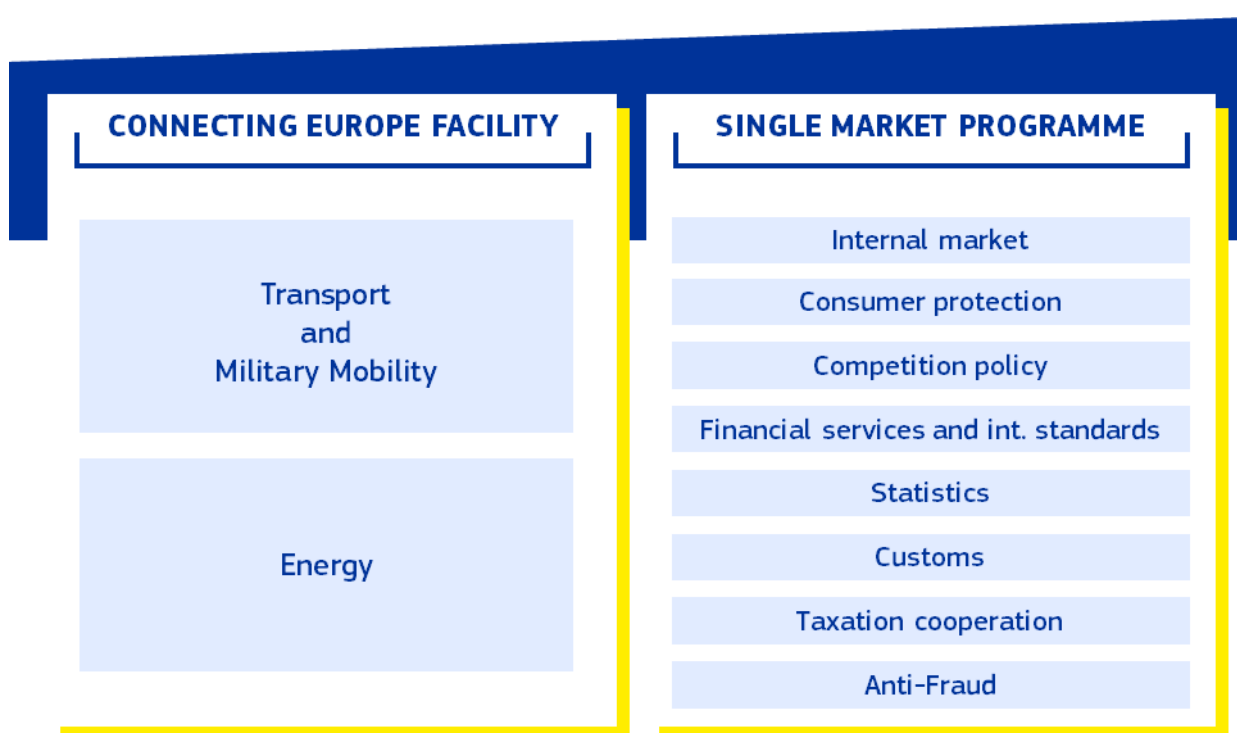 CONNECTING EUROPE FACILITY
Transport
and
Military Mobility
Energy
SINGLE MARKET PROGRAMME
Internal market
Consumer protection
Competition policy
Financial services and int. standards
Statistics
Customs
Taxation cooperation
Anti-Fraud